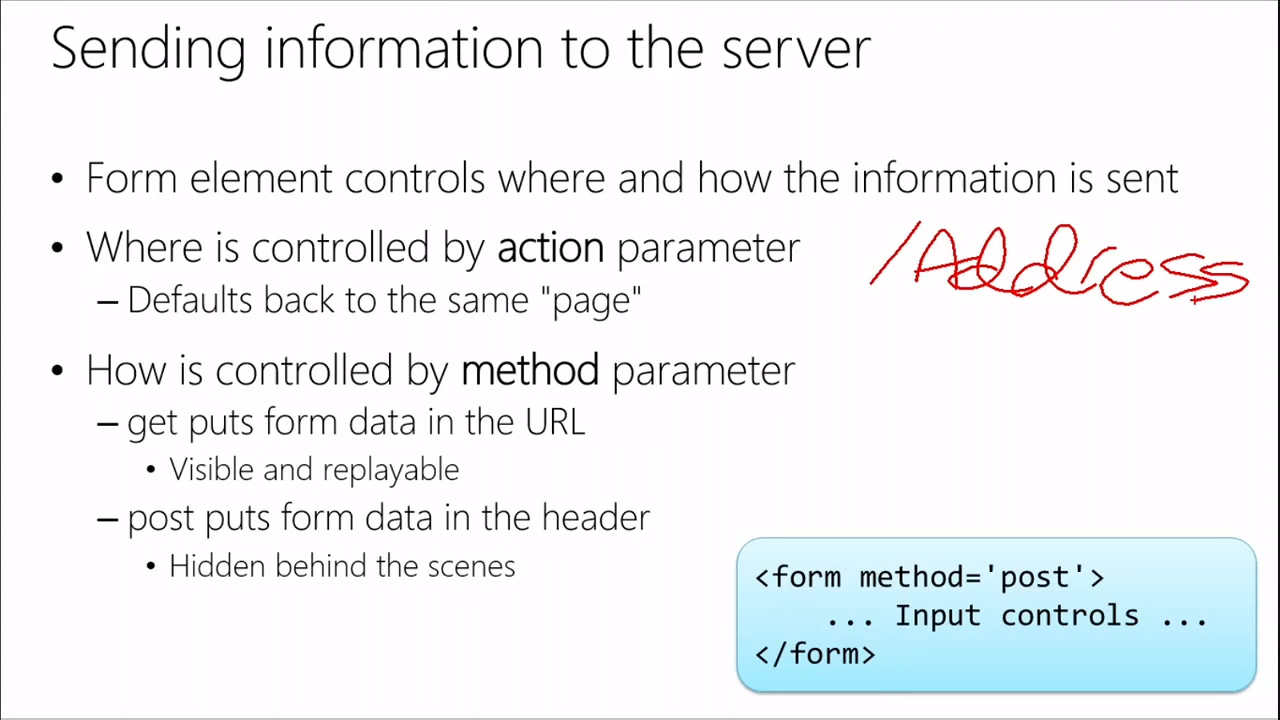 Sending information to the server
• Form element controls where and how the information is sent
• Where is controlled by action parameter
/Address
– Defaults back to the same "page"
• How is controlled by method parameter
– get puts form data in the URL
• Visible and replayable
– post puts form data in the header
• Hidden behind the scenes
<form method='post'>
... Input controls ...
</form>